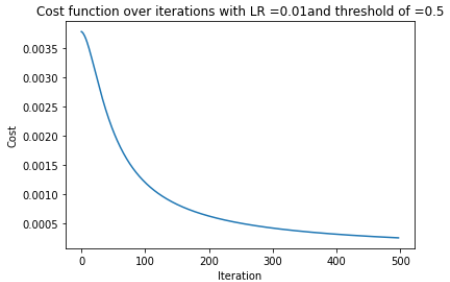 Cost function over iterations with LR =0.01and threshold of =0.5
0.0035
0.0030
0.0025
0.0020
0.0015
0.0010
0.0005
Cost
0 100 200 300 400 500
Iteration